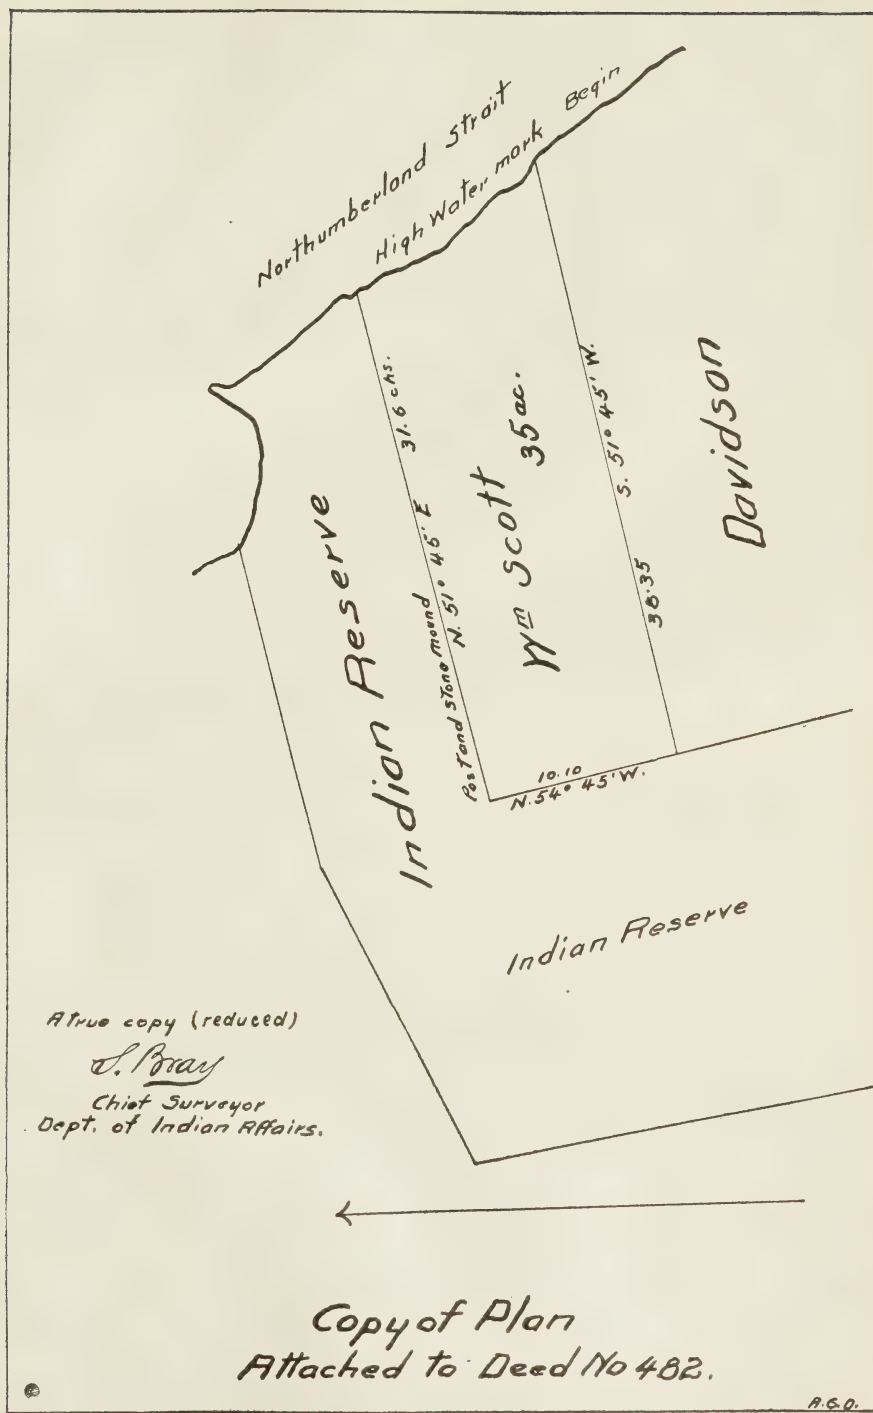 Northumberland Strait
High Water mark Begin
31.6 chs.
N. 51° 45' E
Post and stone mound
Indian Reserve
Wm Scott
35 ac.
S. 51° 45' W.
38.35
Davidson
10.10
N. 54° 45' W.
Indian Reserve
A true copy (reduced)
S. Bray
Chief Surveyor
Dept. of Indian Affairs.
Copy of Plan
Attached to Deed No 482.
A.G.O.